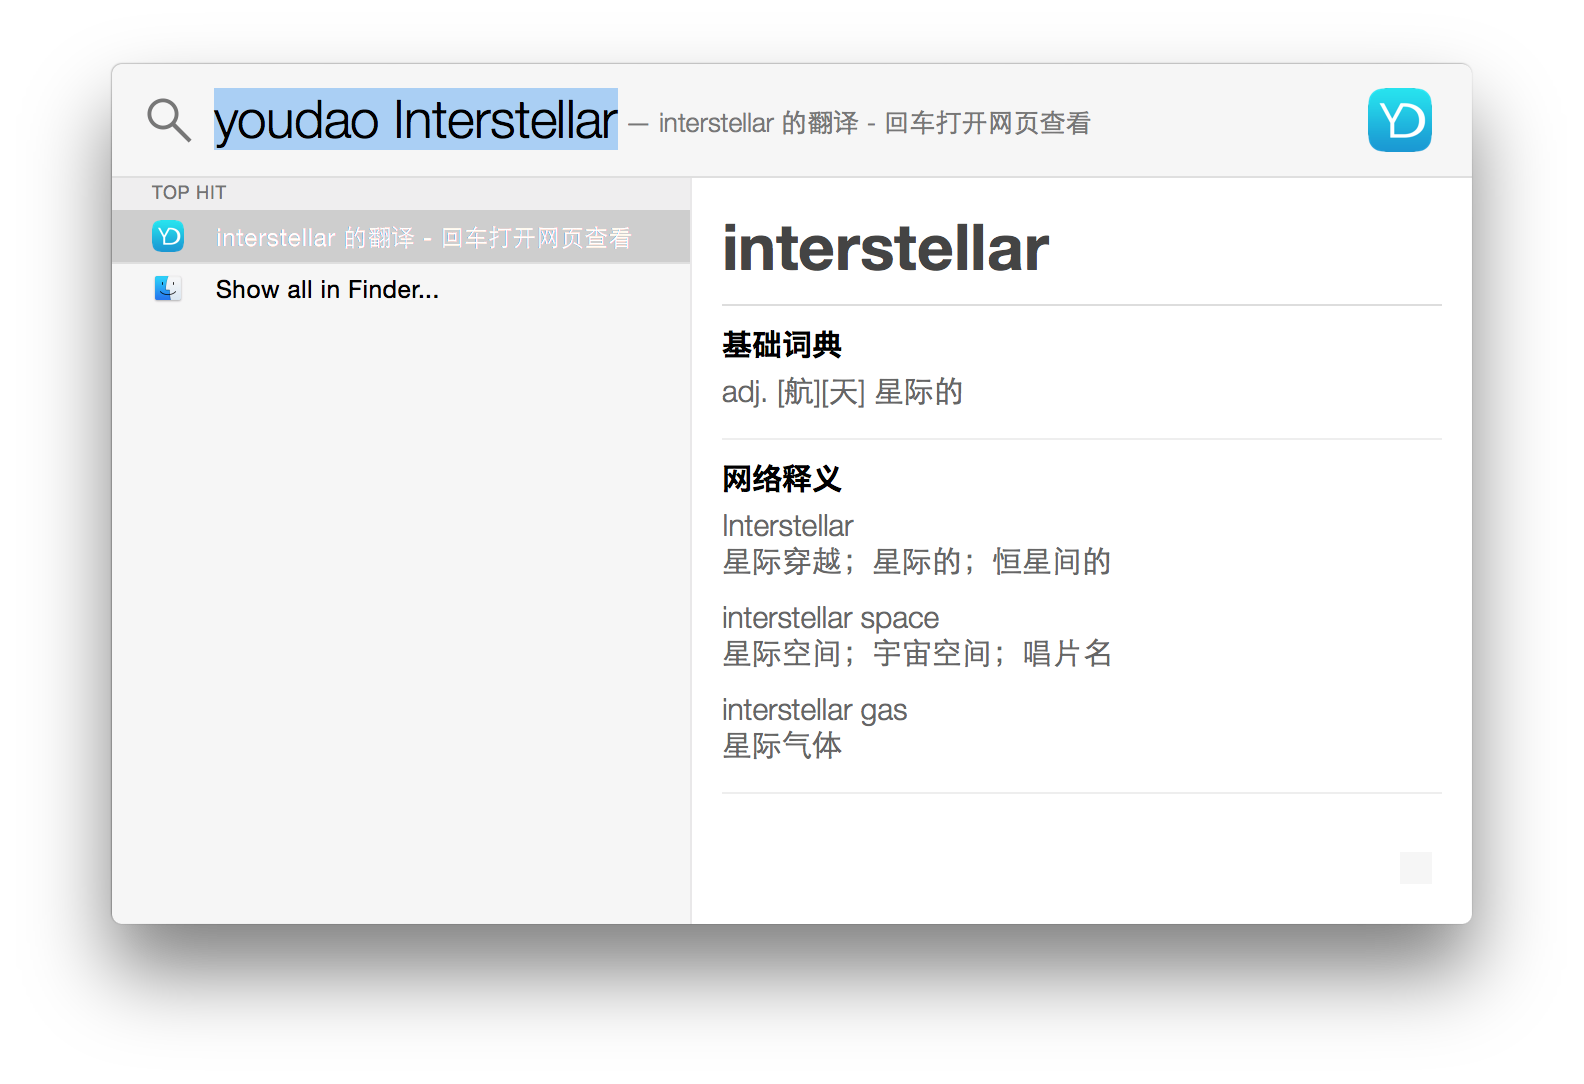 youdao Interstellar — interstellar 的翻译 - 回车打开网页查看
YD
TOP HIT
YD interstellar 的翻译 - 回车打开网页查看
Show all in Finder...
interstellar
基础词典
adj. [航][天] 星际的
网络释义
Interstellar
星际穿越；星际的；恒星间的
interstellar space
星际空间；宇宙空间；唱片名
interstellar gas
星际气体